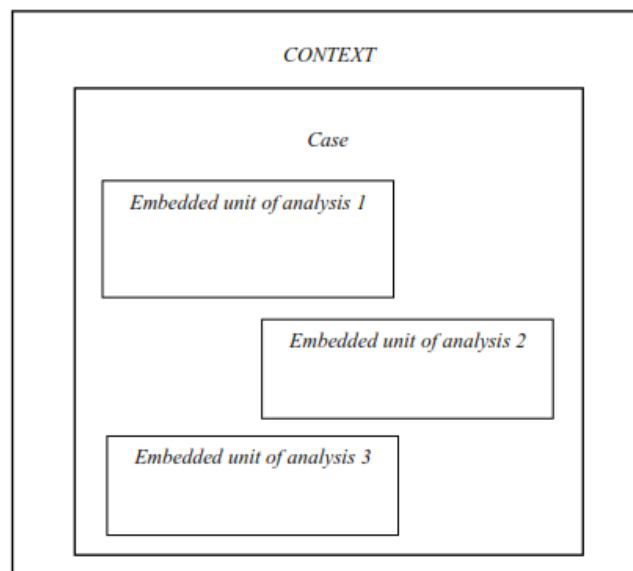 CONTEXT
Case
Embedded unit of analysis 1
Embedded unit of analysis 2
Embedded unit of analysis 3